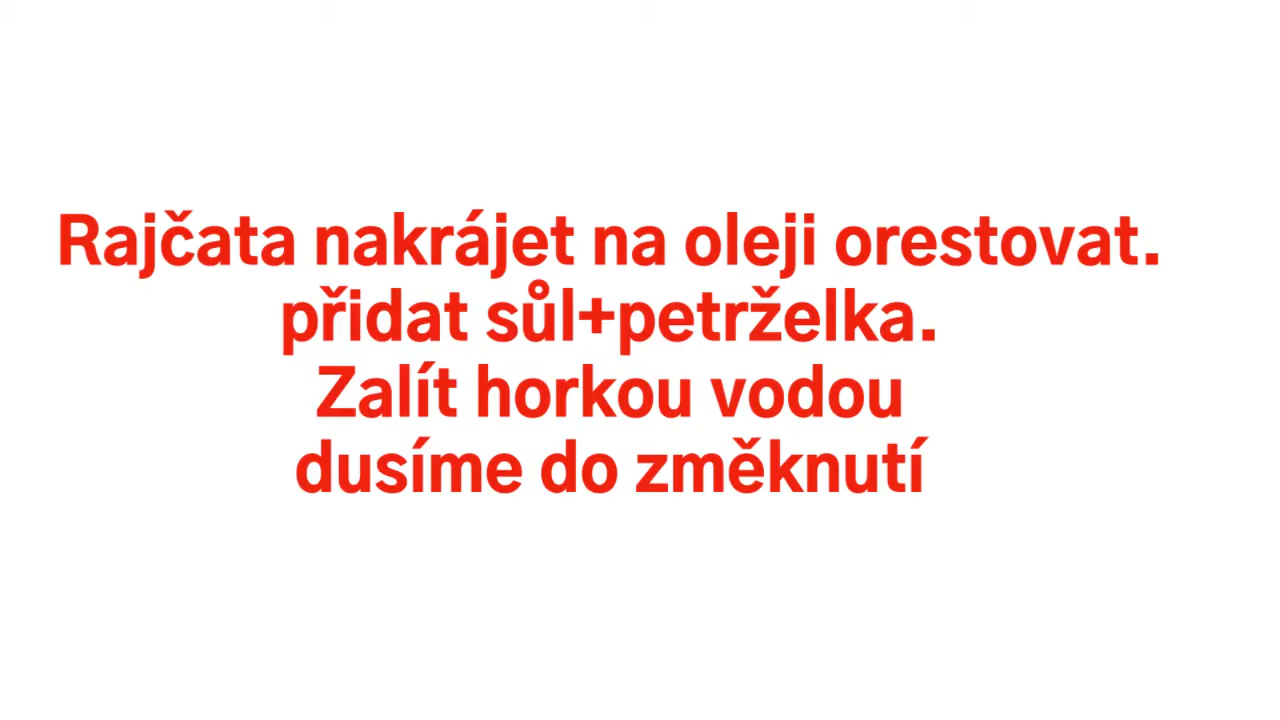 Rajčata nakrájet na oleji orestovat.
přidat sůl+petrželka.
Zalít horkou vodou
dusíme do změknutí